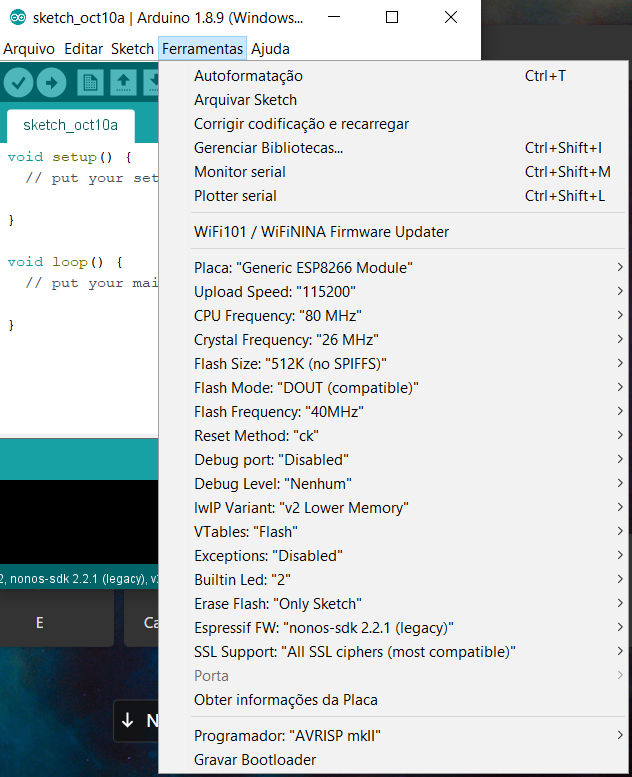 sketch_oct10a | Arduino 1.8.9 (Windows...
Arquivo Editar Sketch Ferramentas Ajuda
sketch_oct10a
void setup() {
// put your set
}
void loop() {
// put your mai
}
Autoformatação Ctrl+T
Arquivar Sketch
Corrigir codificação e recarregar
Gerenciar Bibliotecas... Ctrl+Shift+I
Monitor serial Ctrl+Shift+M
Plotter serial Ctrl+Shift+L
WiFi101 / WiFiNINA Firmware Updater
Placa: "Generic ESP8266 Module"
Upload Speed: "115200"
CPU Frequency: "80 MHz"
Crystal Frequency: "26 MHz"
Flash Size: "512K (no SPIFFS)"
Flash Mode: "DOUT (compatible)"
Flash Frequency: "40MHz"
Reset Method: "ck"
Debug port: "Disabled"
Debug Level: "Nenhum"
lwIP Variant: "v2 Lower Memory"
VTables: "Flash"
Exceptions: "Disabled"
Builtin Led: "2"
Erase Flash: "Only Sketch"
Espressif FW: "nonos-sdk 2.2.1 (legacy)"
SSL Support: "All SSL ciphers (most compatible)"
Porta
Obter informações da Placa
Programador: "AVRISP mkII"
Gravar Bootloader
2, nonos-sdk 2.2.1 (legacy), v
E
Ca
N